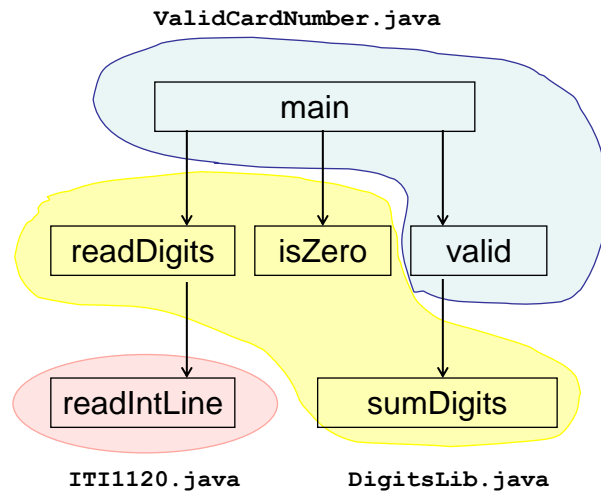 ValidCardNumber.java
main
readDigits
isZero
valid
readIntLine
sumDigits
ITI1120.java
DigitsLib.java